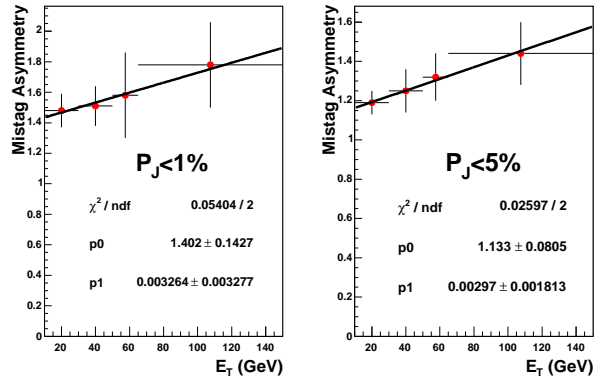 Mistag Asymmetry
2
1.8
1.6
1.4
1.2
1
0.8
0.6
0.4
0.2
0
P_J<1%
χ² / ndf 0.05404 / 2
p0 1.402 ± 0.1427
p1 0.003264 ± 0.003277
20 40 60 80 100 120 140
E_T (GeV)
Mistag Asymmetry
1.6
1.4
1.2
1
0.8
0.6
0.4
0.2
0
P_J<5%
χ² / ndf 0.02597 / 2
p0 1.133 ± 0.0805
p1 0.00297 ± 0.001813
20 40 60 80 100 120 140
E_T (GeV)